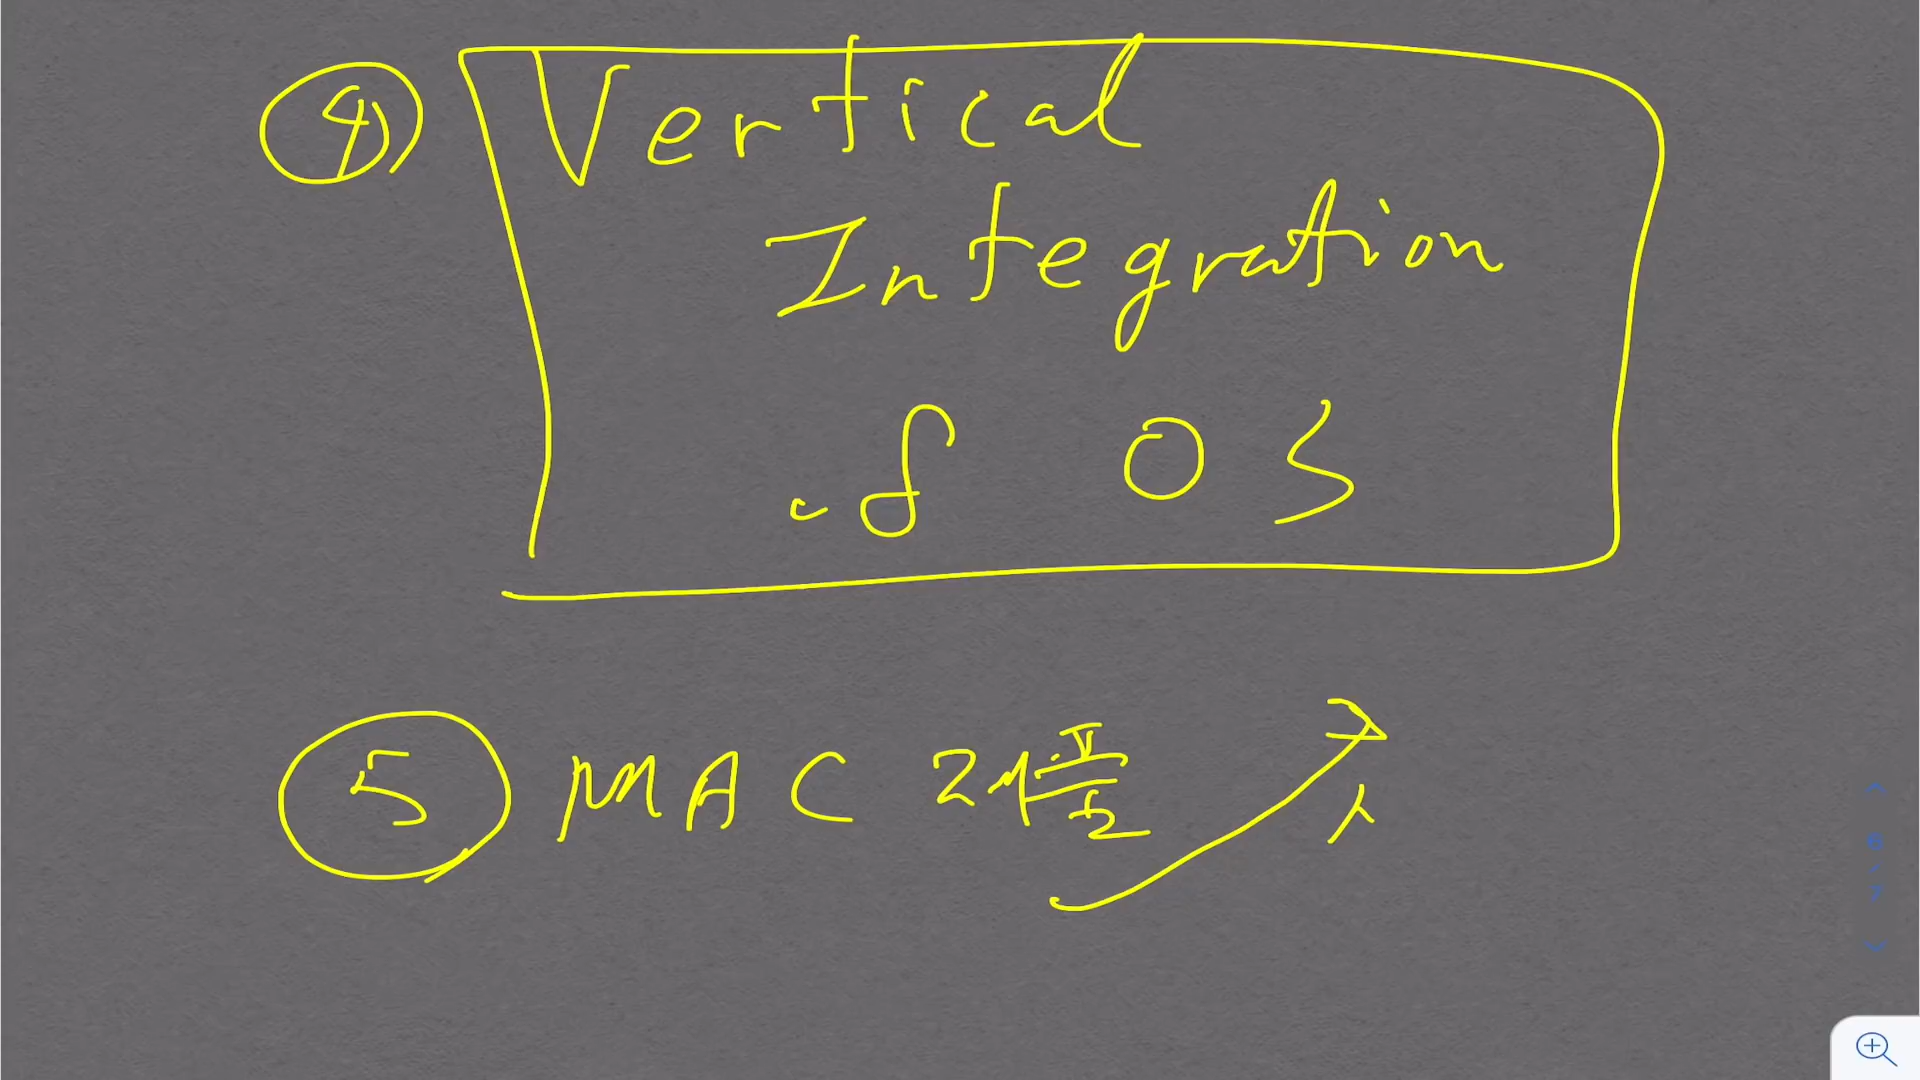 ④ Vertical
Integration
of OS
⑤ MAC